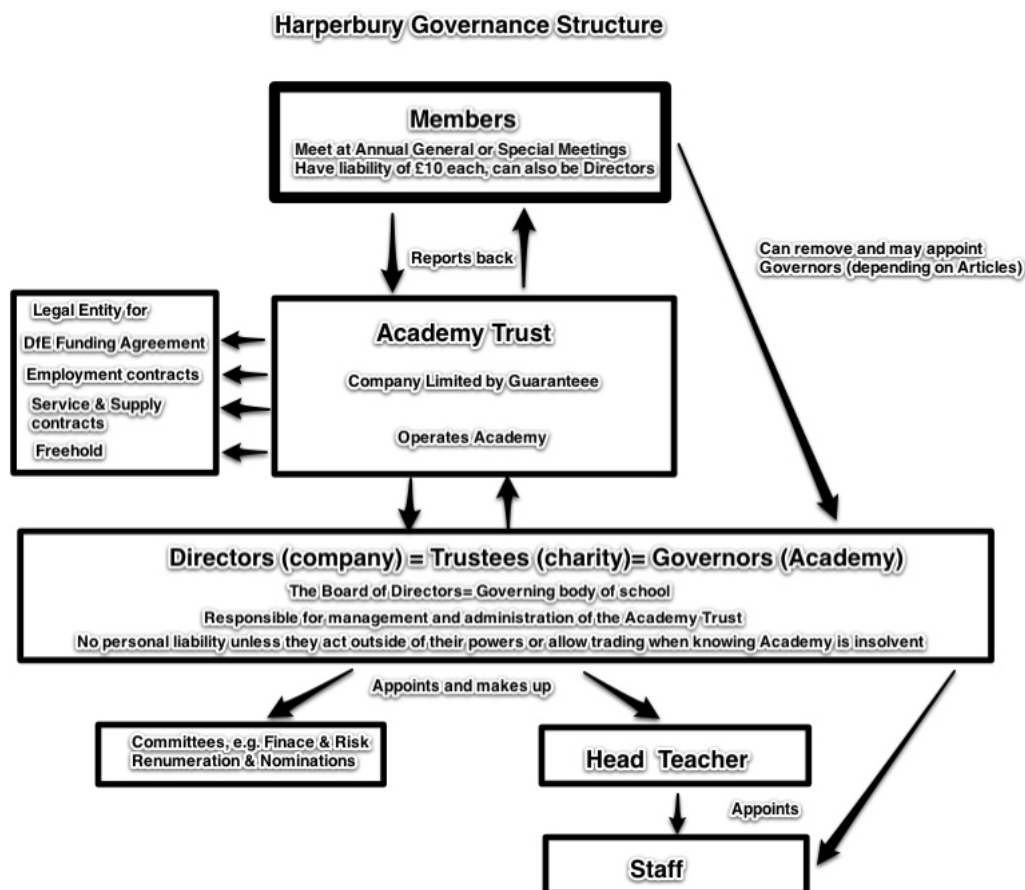 Harperbury Governance Structure
Members
Meet at Annual General or Special Meetings
Have liability of £10 each, can also be Directors
Reports back
Can remove and may appoint
Governors (depending on Articles)
Legal Entity for
DfE Funding Agreement
Employment contracts
Service & Supply
contracts
Freehold
Academy Trust
Company Limited by Guaranteee
Operates Academy
Directors (company) = Trustees (charity)= Governors (Academy)
The Board of Directors= Governing body of school
Responsible for management and administration of the Academy Trust
No personal liability unless they act outside of their powers or allow trading when knowing Academy is insolvent
Appoints and makes up
Committees, e.g. Finace & Risk
Renumeration & Nominations
Head Teacher
Appoints
Staff